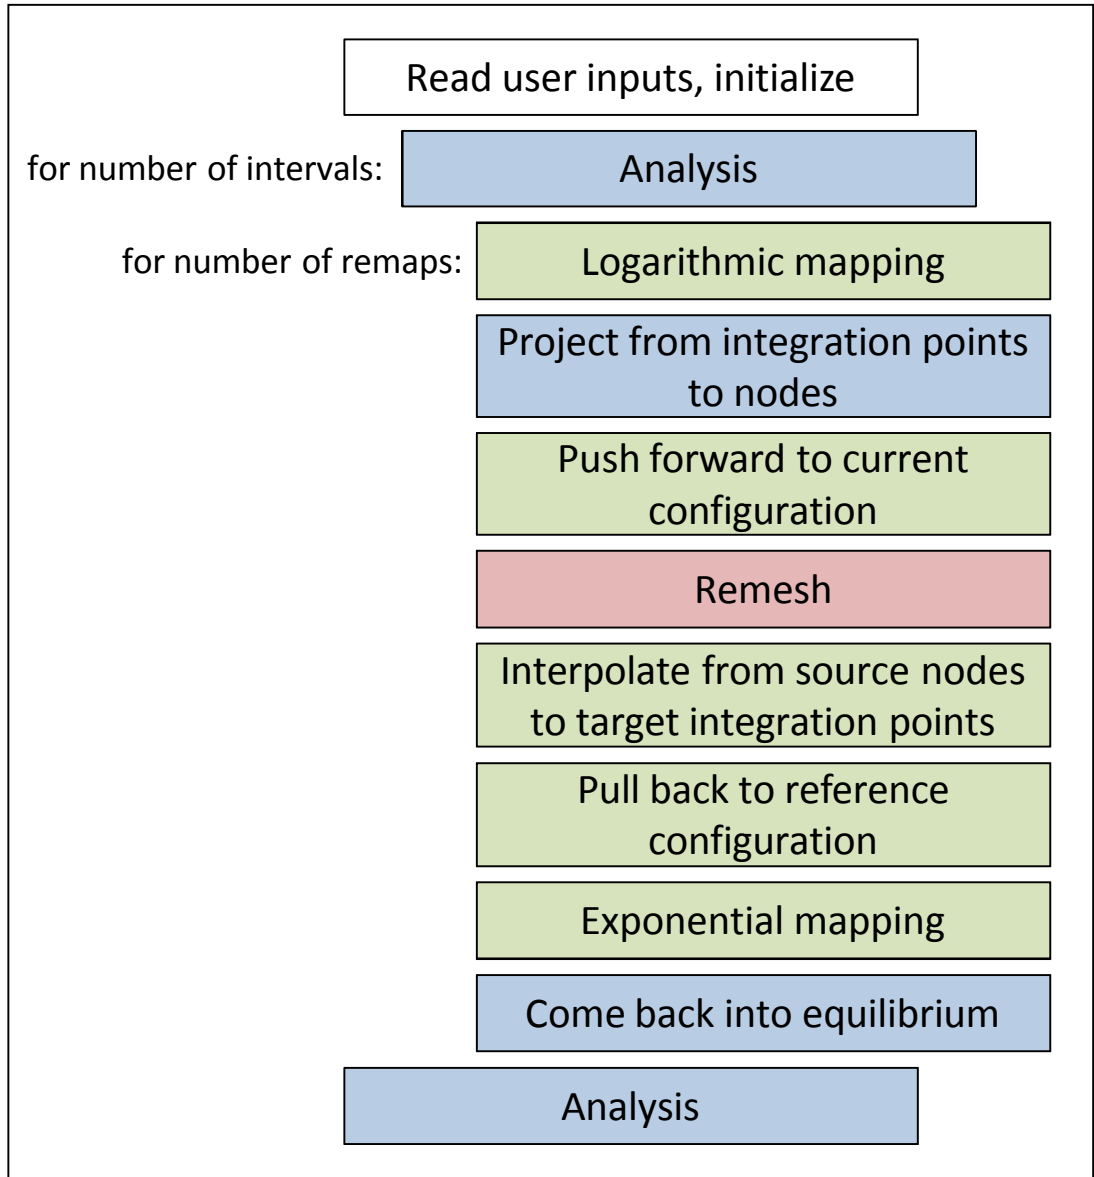 Read user inputs, initialize
for number of intervals:
Analysis
for number of remaps:
Logarithmic mapping
Project from integration points
to nodes
Push forward to current
configuration
Remesh
Interpolate from source nodes
to target integration points
Pull back to reference
configuration
Exponential mapping
Come back into equilibrium
Analysis